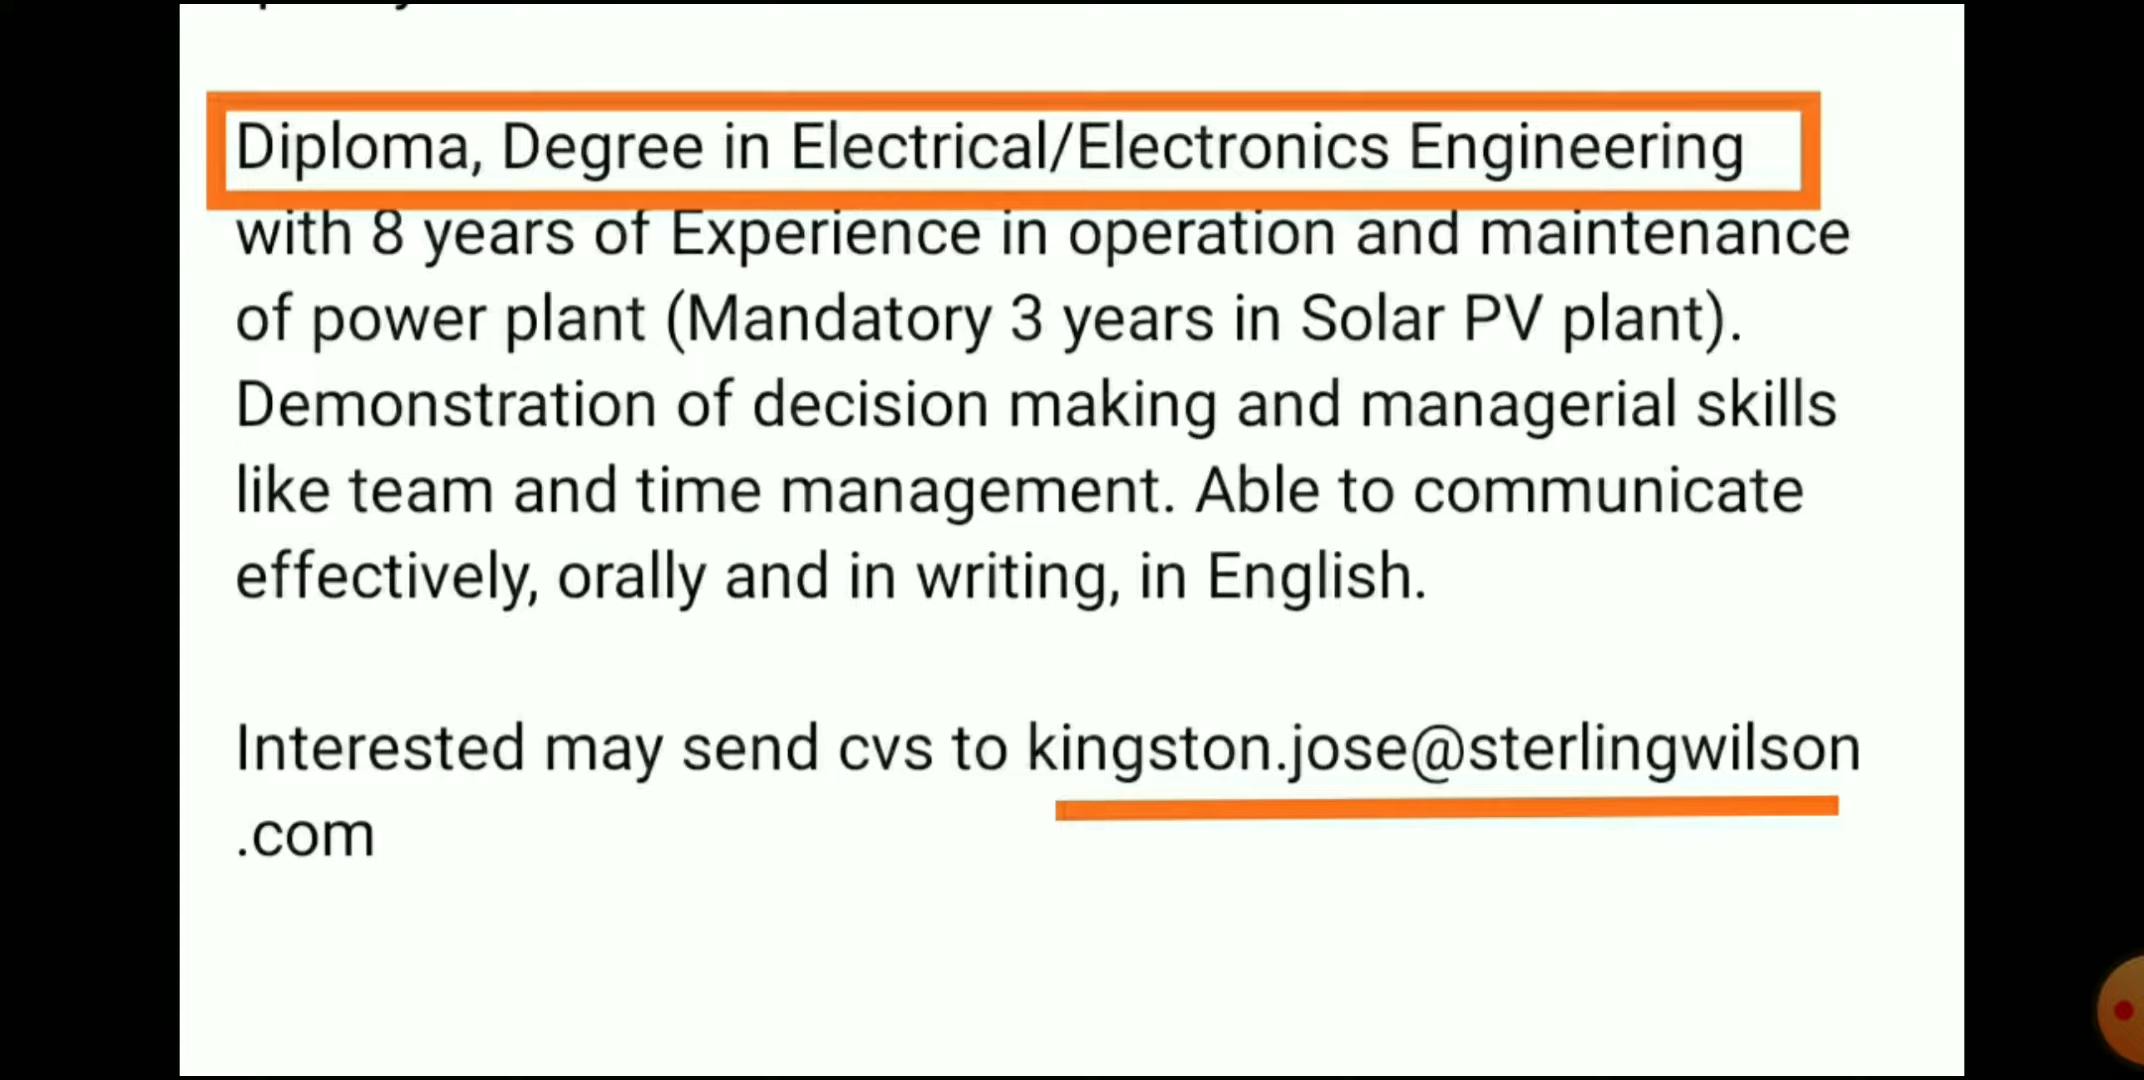 Diploma, Degree in Electrical/Electronics Engineering
with 8 years of Experience in operation and maintenance
of power plant (Mandatory 3 years in Solar PV plant).
Demonstration of decision making and managerial skills
like team and time management. Able to communicate
effectively, orally and in writing, in English.
Interested may send cvs to kingston.jose@sterlingwilson
.com